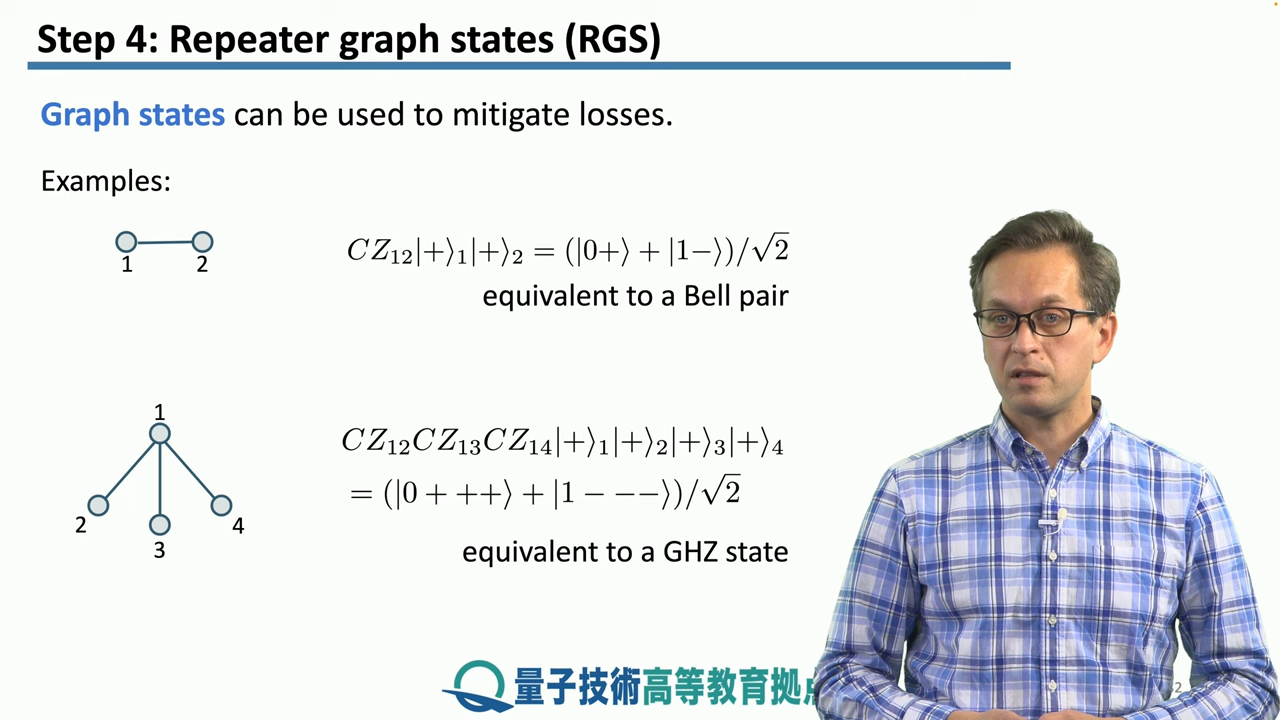 Step 4: Repeater graph states (RGS)
Graph states can be used to mitigate losses.
Examples:
1 2
CZ₁₂|+⟩₁|+⟩₂ = (|0+⟩ + |1−⟩)/√2
equivalent to a Bell pair
1
2
3
4
CZ₁₂CZ₁₃CZ₁₄|+⟩₁|+⟩₂|+⟩₃|+⟩₄
= (|0 + ++⟩ + |1 − −−⟩)/√2
equivalent to a GHZ state
量子技術高等教育拠点